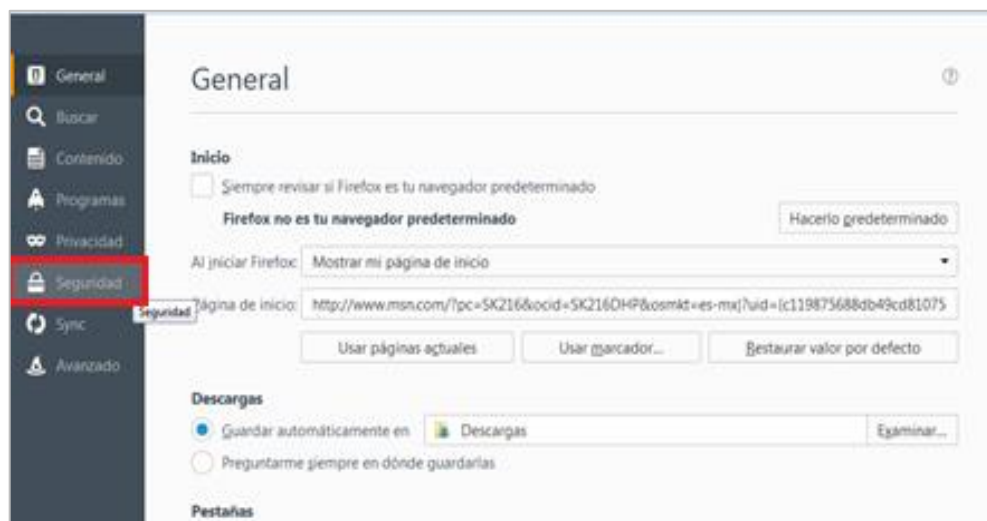 General
Buscar
Contenido
Programas
Privacidad
Seguridad
Seguridad
Sync
Avanzado
General
Inicio
Siempre revisar si Firefox es tu navegador predeterminado
Firefox no es tu navegador predeterminado
Hacerlo predeterminado
Al iniciar Firefox: Mostrar mi página de inicio
Página de inicio: http://www.msn.com/?pc=SK216&ocid=SK216DHP&osmkt=es-mx|?uid=(c119875688db49cd81075
Usar páginas actuales Usar marcador... Restaurar valor por defecto
Descargas
Guardar automáticamente en Descargas Examinar...
Preguntarme siempre en dónde guardarlas
Pestañas